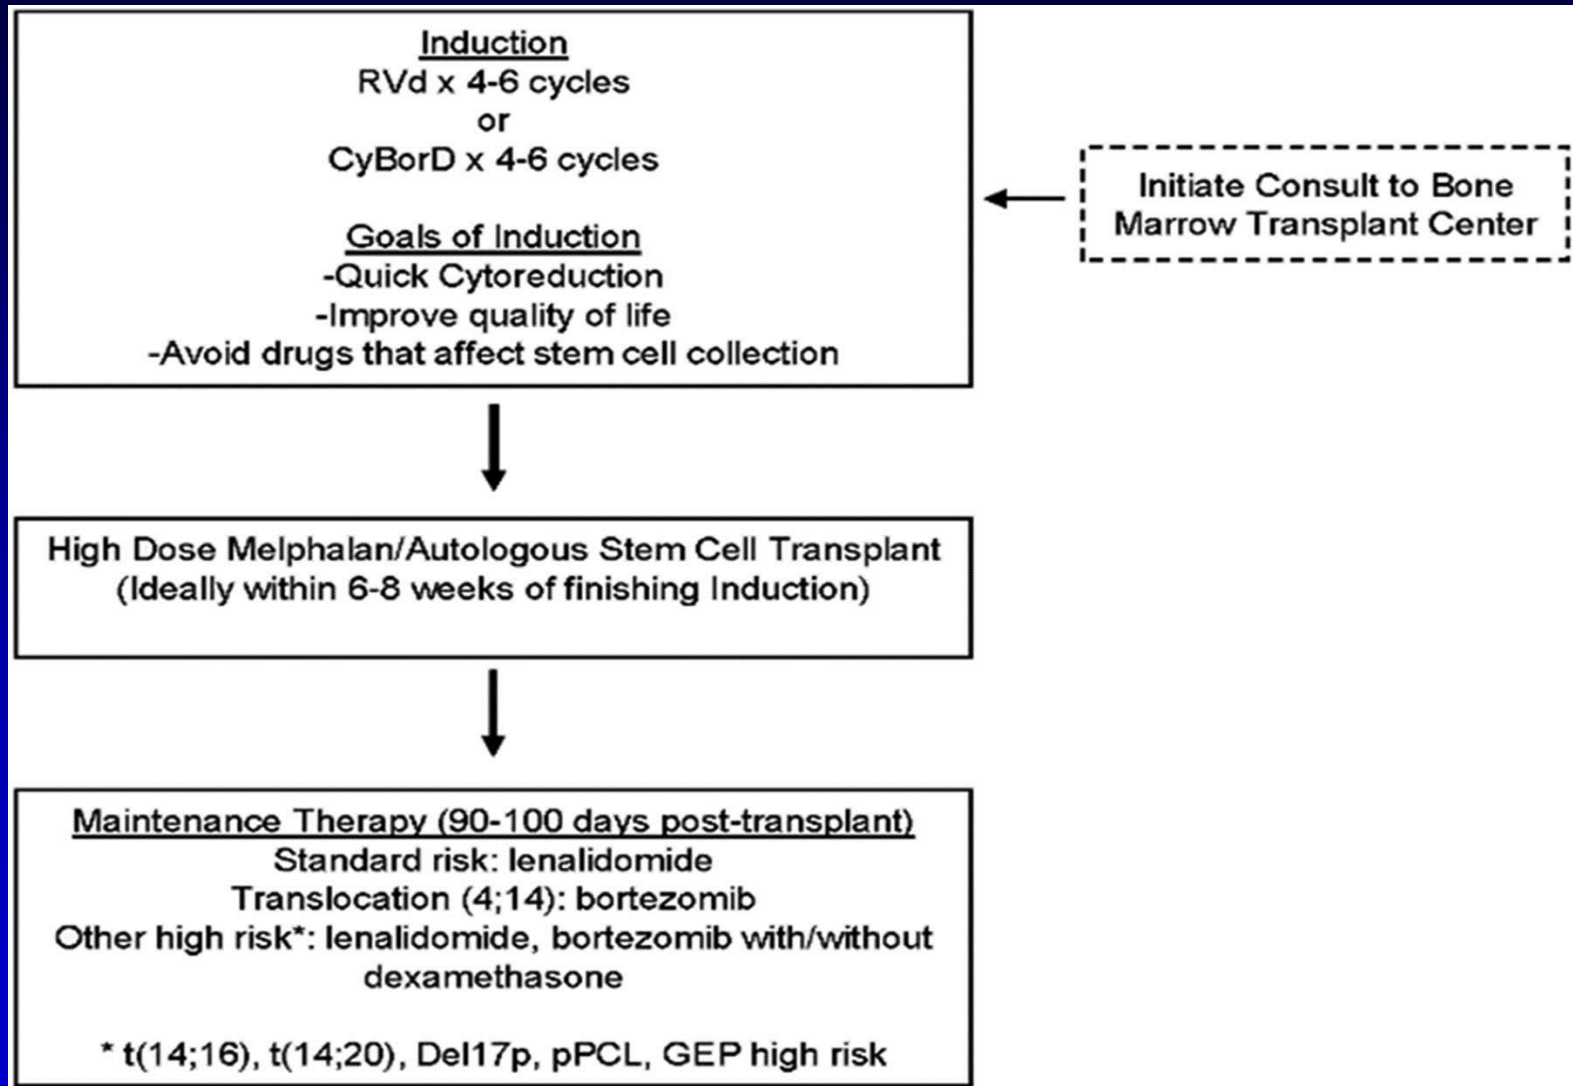 Induction
RVd x 4-6 cycles
or
CyBorD x 4-6 cycles
Goals of Induction
-Quick Cytoreduction
-Improve quality of life
-Avoid drugs that affect stem cell collection
Initiate Consult to Bone
Marrow Transplant Center
High Dose Melphalan/Autologous Stem Cell Transplant
(Ideally within 6-8 weeks of finishing Induction)
Maintenance Therapy (90-100 days post-transplant)
Standard risk: lenalidomide
Translocation (4;14): bortezomib
Other high risk*: lenalidomide, bortezomib with/without
dexamethasone
* t(14;16), t(14;20), Del17p, pPCL, GEP high risk